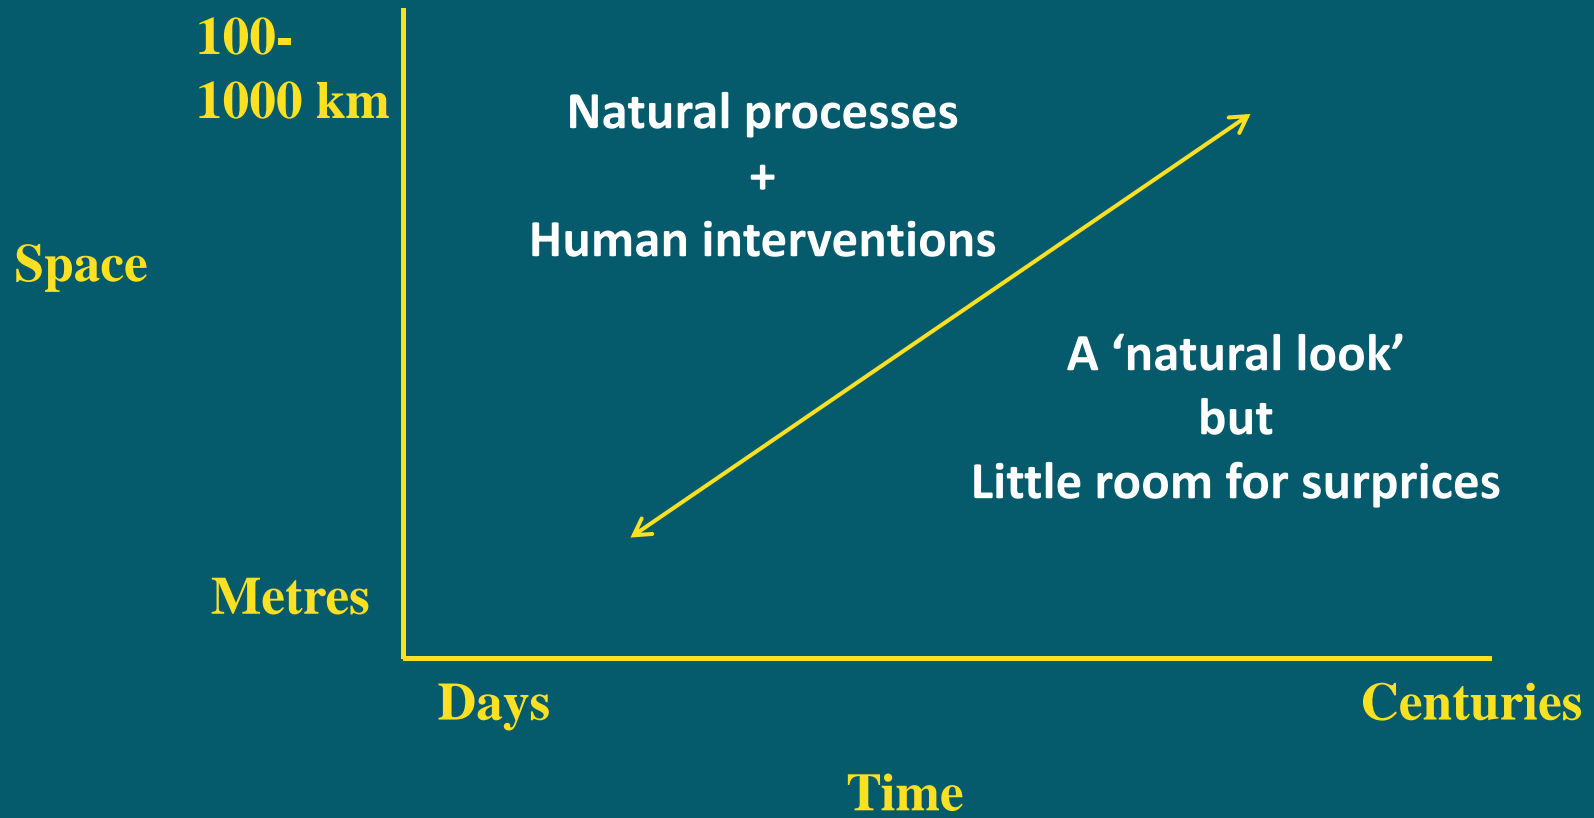 100-
1000 km
Natural processes
+
Human interventions
Space
A ‘natural look’
but
Little room for surprices
Metres
Days
Centuries
Time